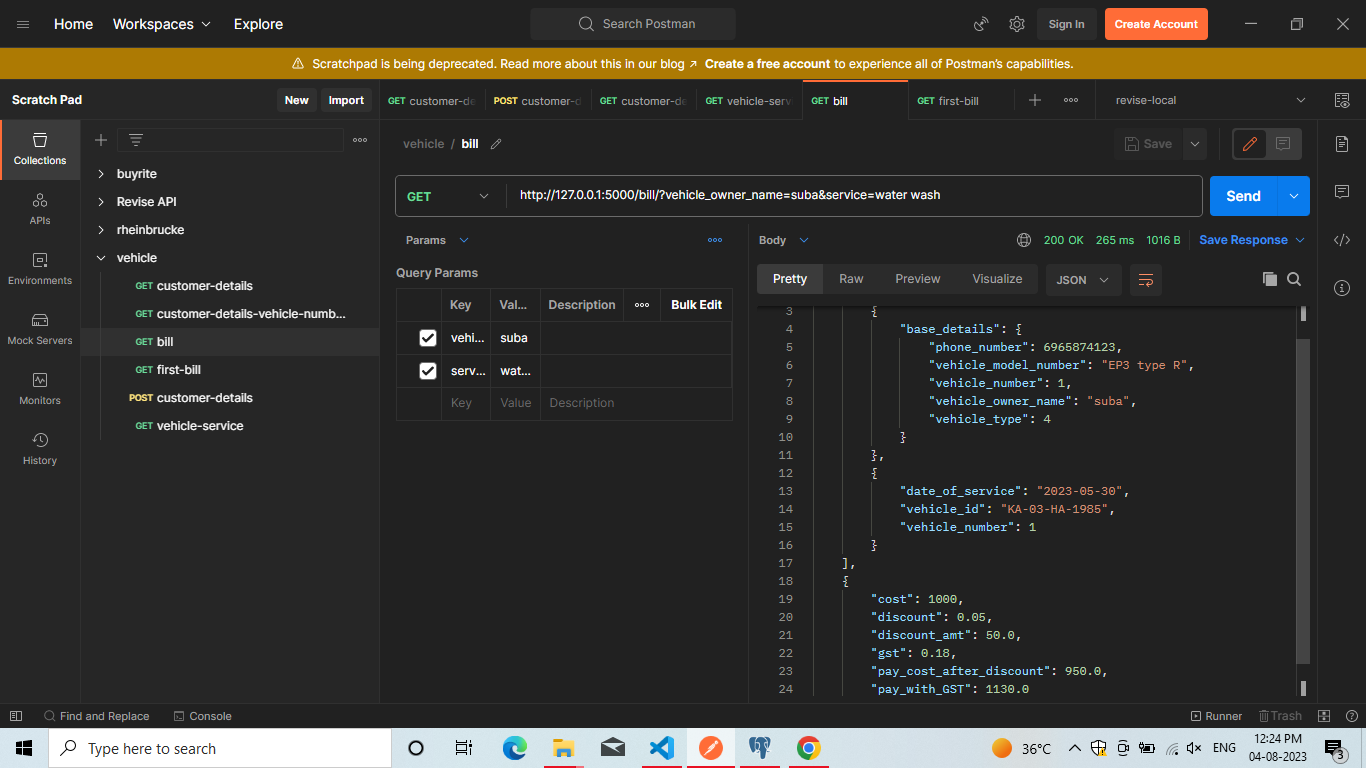 Home Workspaces Explore Search Postman Sign In Create Account
Scratchpad is being deprecated. Read more about this in our blog ↗ Create a free account to experience all of Postman's capabilities.
Scratch Pad New Import
GET customer-de POST customer-d GET customer-de GET vehicle-serv GET bill GET first-bill + ••• revise-local
Collections
APIs
Environments
Mock Servers
Monitors
History
buyrite
Revise API
rheinbrucke
vehicle
GET customer-details
GET customer-details-vehicle-numb...
GET bill
GET first-bill
POST customer-details
GET vehicle-service
vehicle / bill Save
GET http://127.0.0.1:5000/bill/?vehicle_owner_name=suba&service=water wash Send
Params
Query Params
Key Val... Description ••• Bulk Edit
vehi... suba
serv... wat...
Key Value Description
Body 200 OK 265 ms 1016 B Save Response
Pretty Raw Preview Visualize JSON
3 {
4 "base_details": {
5 "phone_number": 6965874123,
6 "vehicle_model_number": "EP3 type R",
7 "vehicle_number": 1,
8 "vehicle_owner_name": "suba",
9 "vehicle_type": 4
10 }
11 },
12 {
13 "date_of_service": "2023-05-30",
14 "vehicle_id": "KA-03-HA-1985",
15 "vehicle_number": 1
16 }
17 ],
18 {
19 "cost": 1000,
20 "discount": 0.05,
21 "discount_amt": 50.0,
22 "gst": 0.18,
23 "pay_cost_after_discount": 950.0,
24 "pay_with_GST": 1130.0
Find and Replace Console Runner Trash
Type here to search 36°C ENG 12:24 PM
04-08-2023
3